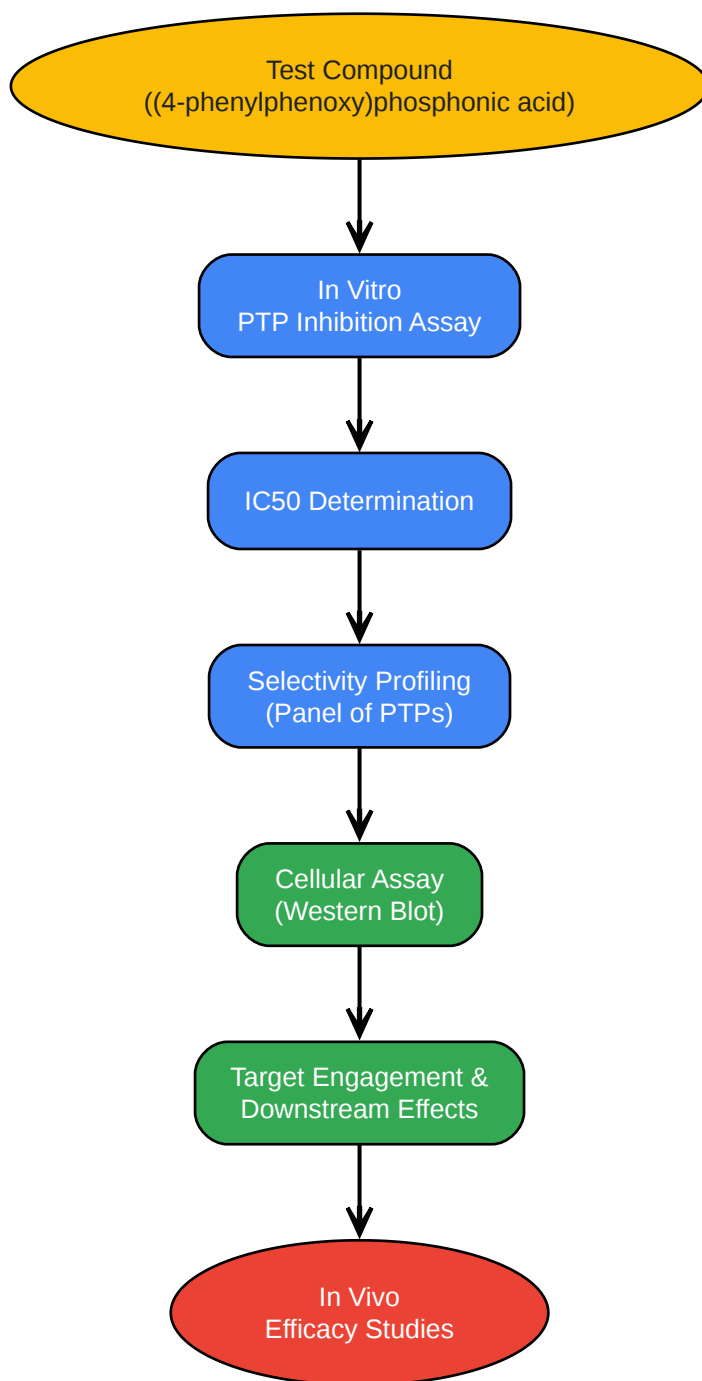 Test Compound
((4-phenylphenoxy)phosphonic acid)
In Vitro
PTP Inhibition Assay
IC50 Determination
Selectivity Profiling
(Panel of PTPs)
Cellular Assay
(Western Blot)
Target Engagement &
Downstream Effects
In Vivo
Efficacy Studies